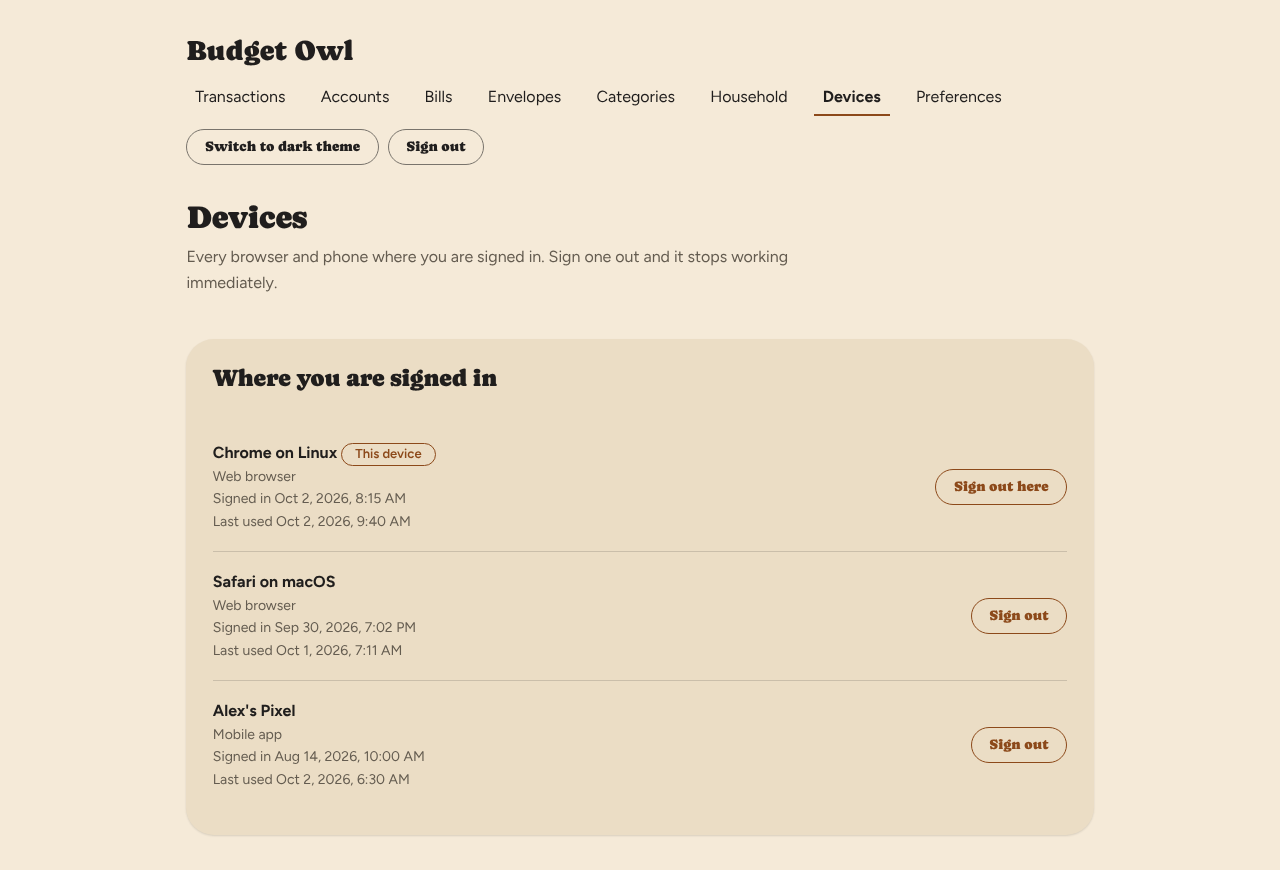 Budget Owl
Transactions Accounts Bills Envelopes Categories Household Devices Preferences
Switch to dark theme Sign out
Devices
Every browser and phone where you are signed in. Sign one out and it stops working
immediately.
Where you are signed in
Chrome on Linux This device
Web browser
Signed in Oct 2, 2026, 8:15 AM
Last used Oct 2, 2026, 9:40 AM
Sign out here
Safari on macOS
Web browser
Signed in Sep 30, 2026, 7:02 PM
Last used Oct 1, 2026, 7:11 AM
Sign out
Alex's Pixel
Mobile app
Signed in Aug 14, 2026, 10:00 AM
Last used Oct 2, 2026, 6:30 AM
Sign out